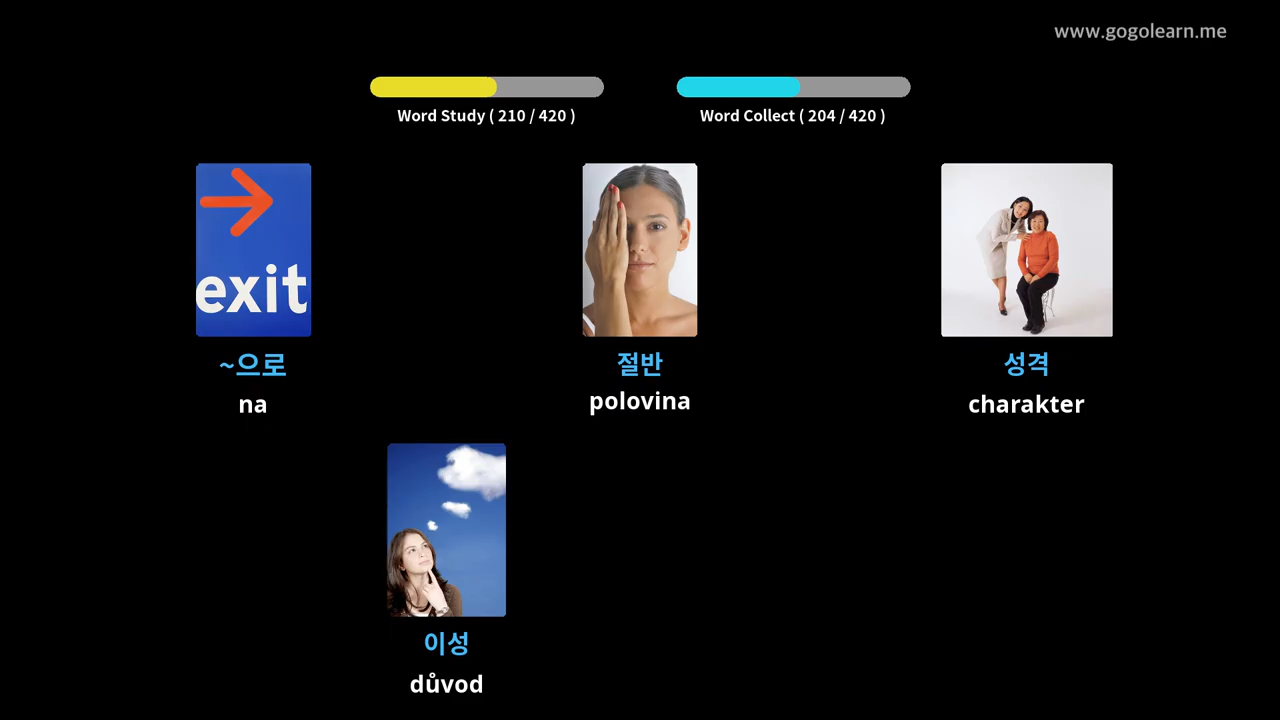 www.gogolearn.me
Word Study ( 210 / 420 )
Word Collect ( 204 / 420 )
exit
~으로
na
절반
polovina
성격
charakter
이성
důvod